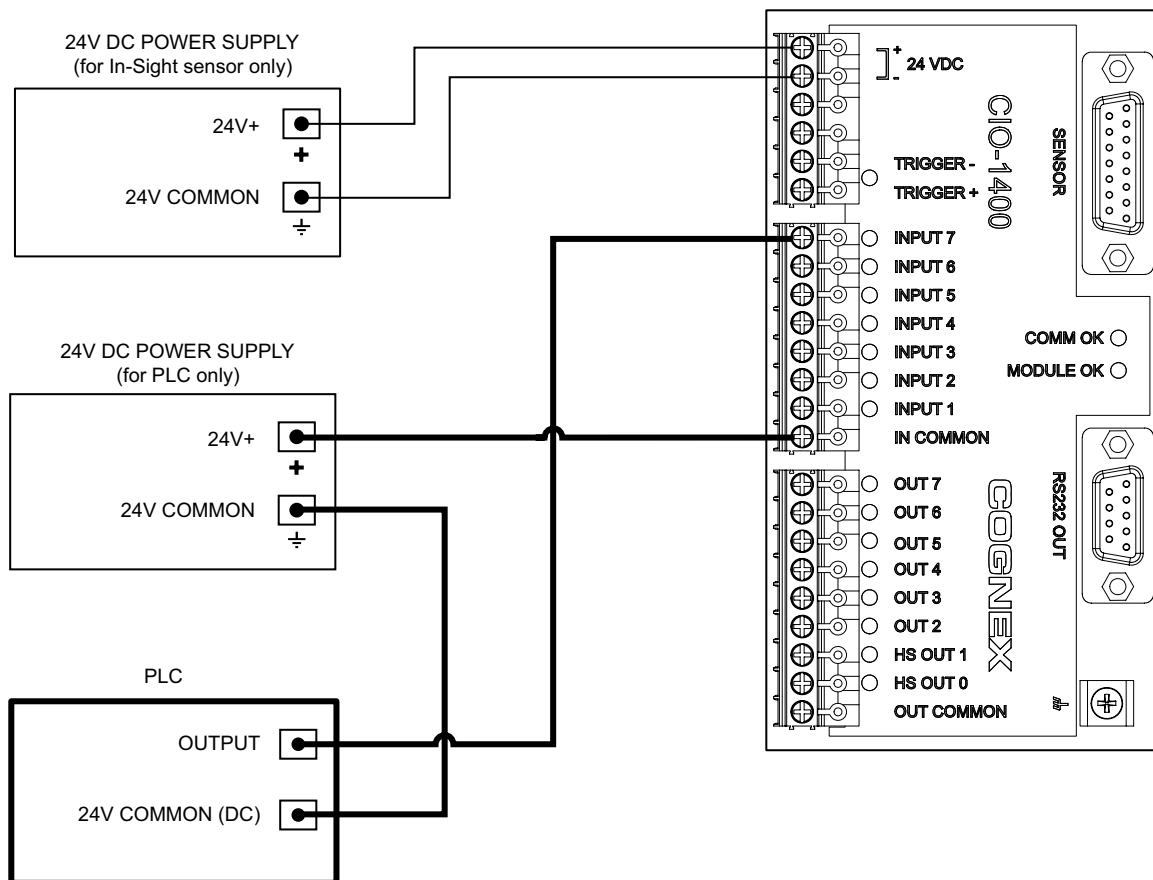 24V DC POWER SUPPLY
(for In-Sight sensor only)
24V+
+
24V COMMON
24V DC POWER SUPPLY
(for PLC only)
24V+
+
24V COMMON
PLC
OUTPUT
24V COMMON (DC)
+
24 VDC
-
TRIGGER -
TRIGGER +
INPUT 7
INPUT 6
INPUT 5
INPUT 4
INPUT 3
INPUT 2
INPUT 1
IN COMMON
OUT 7
OUT 6
OUT 5
OUT 4
OUT 3
OUT 2
HS OUT 1
HS OUT 0
OUT COMMON
CIO-1400
COGNEX
SENSOR
COMM OK
MODULE OK
RS232 OUT